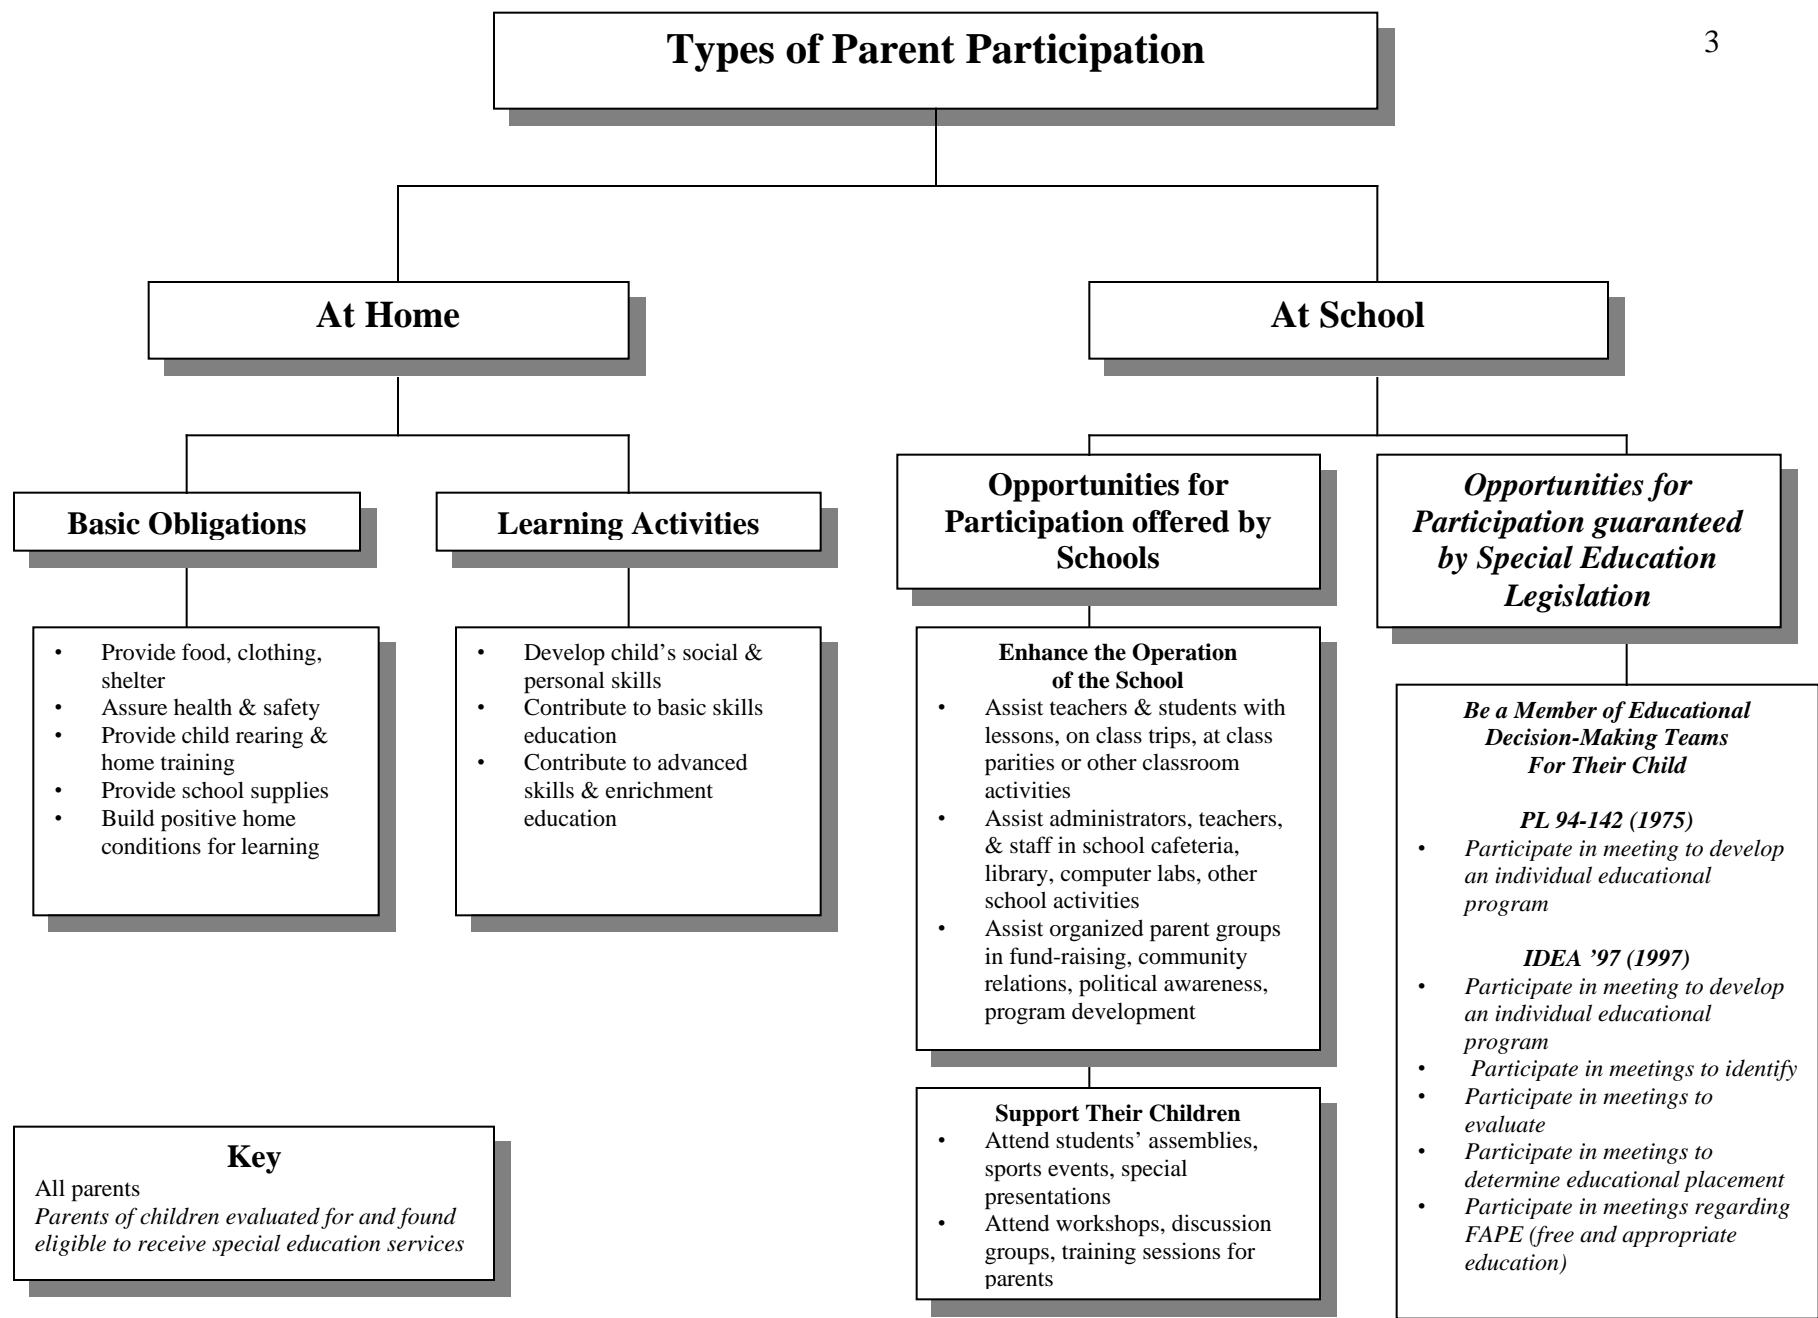 Types of Parent Participation
3
At Home
At School
Basic Obligations
Learning Activities
Opportunities for
Participation offered by
Schools
Opportunities for
Participation guaranteed
by Special Education
Legislation
• Provide food, clothing,
shelter
• Assure health & safety
• Provide child rearing &
home training
• Provide school supplies
• Build positive home
conditions for learning
• Develop child’s social &
personal skills
• Contribute to basic skills
education
• Contribute to advanced
skills & enrichment
education
Enhance the Operation
of the School
• Assist teachers & students with
lessons, on class trips, at class
parities or other classroom
activities
• Assist administrators, teachers,
& staff in school cafeteria,
library, computer labs, other
school activities
• Assist organized parent groups
in fund-raising, community
relations, political awareness,
program development
Support Their Children
• Attend students’ assemblies,
sports events, special
presentations
• Attend workshops, discussion
groups, training sessions for
parents
Be a Member of Educational
Decision-Making Teams
For Their Child
PL 94-142 (1975)
• Participate in meeting to develop
an individual educational
program
IDEA ’97 (1997)
• Participate in meeting to develop
an individual educational
program
• Participate in meetings to identify
• Participate in meetings to
evaluate
• Participate in meetings to
determine educational placement
• Participate in meetings regarding
FAPE (free and appropriate
education)
Key
All parents
Parents of children evaluated for and found
eligible to receive special education services